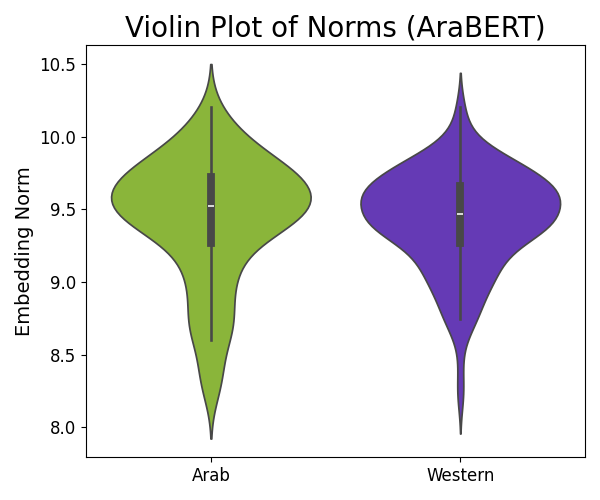 Violin Plot of Norms (AraBERT)
Embedding Norm
10.5
10.0
9.5
9.0
8.5
8.0
Arab
Western